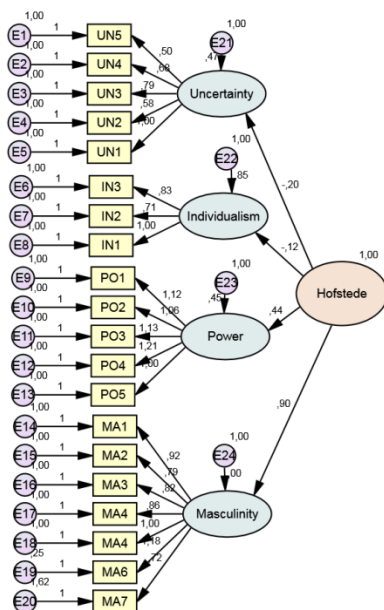 1,00
E1 1 UN5
1,00
E2 1 UN4
1,00
E3 1 UN3
1,00
E4 1 UN2
1,00
E5 1 UN1
,50
,68
,79
,58
1,00
1,00
E21
,47
Uncertainty
1,00
E6 1 IN3
1,00
E7 1 IN2
1,00
E8 1 IN1
,83
,71
1,00
1,00
E22
,85
Individualism
1,00
E9 1 PO1
1,00
E10 1 PO2
1,00
E11 1 PO3
1,00
E12 1 PO4
1,00
E13 1 PO5
1,12
1,06
1,13
1,21
1,00
1,00
E23
,45
Power
1,00
E14 1 MA1
1,00
E15 1 MA2
1,00
E16 1 MA3
1,00
E17 1 MA4
1,00
E18 1 MA4
,25
E19 1 MA6
1,62
E20 1 MA7
,92
,79
,82
,86
1,00
1,18
,72
1,00
E24
,00
Masculinity
-,20
-,12
,44
,90
1,00
Hofstede